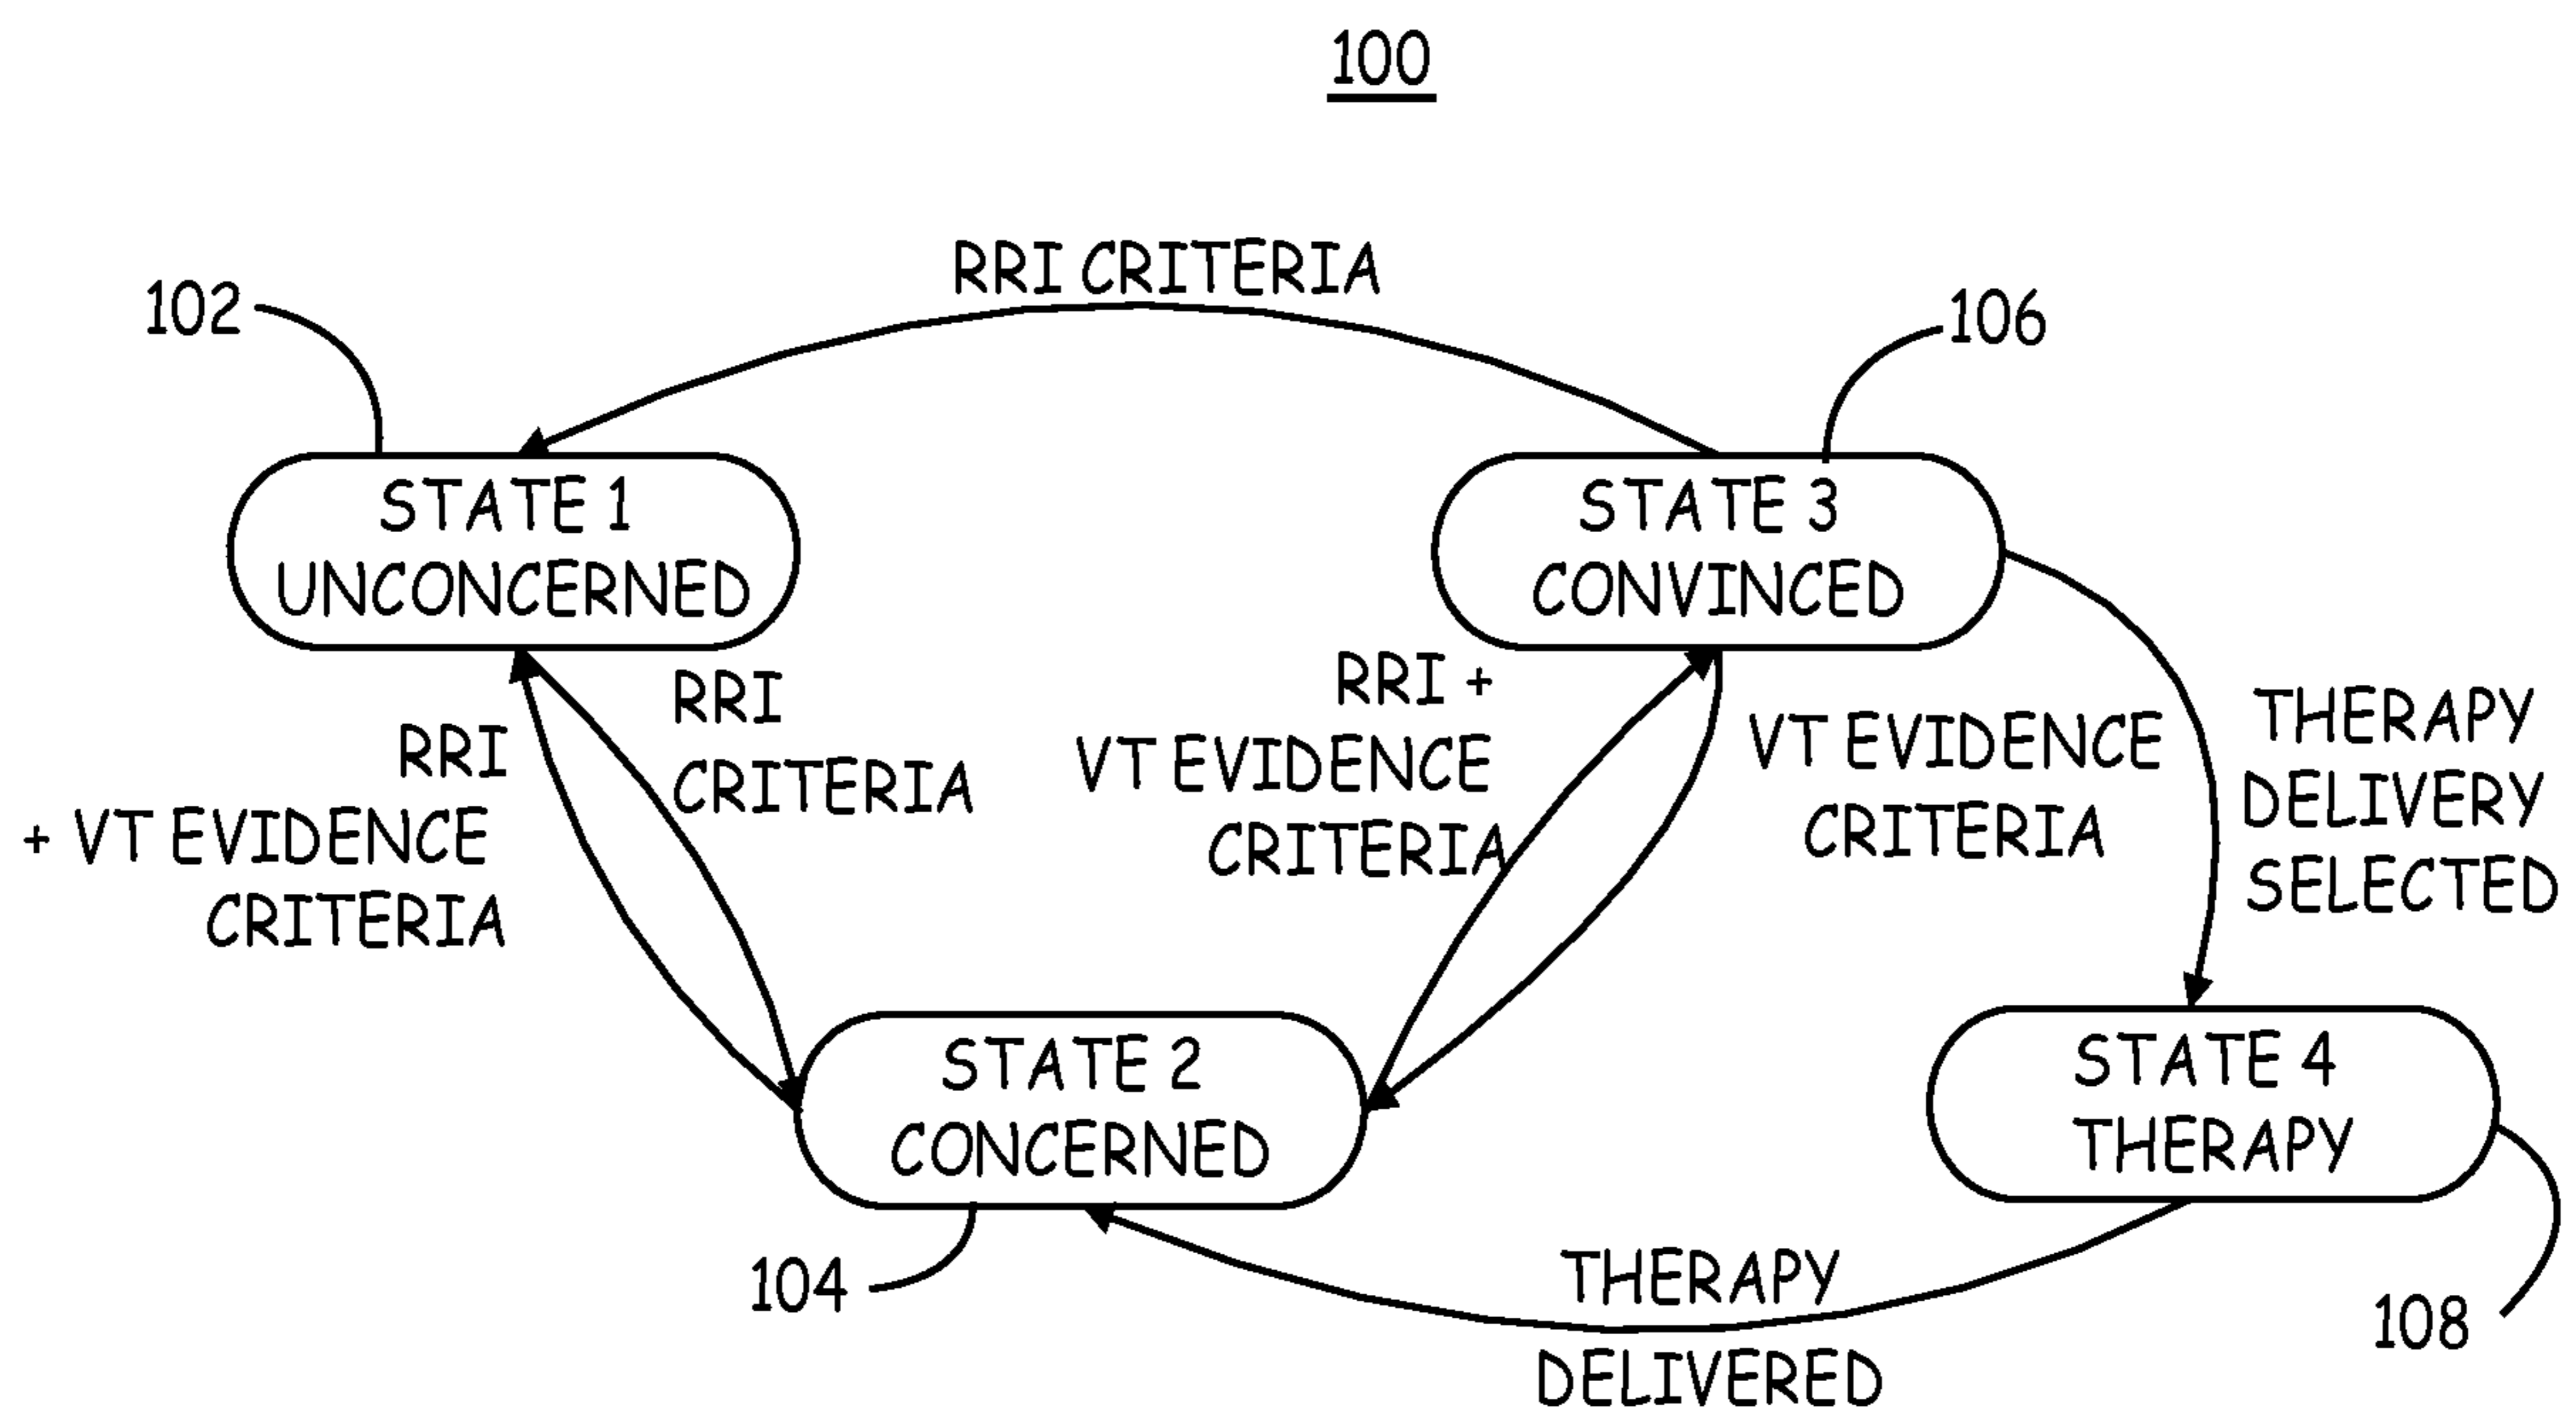 100
RRI CRITERIA
102
106
STATE 1
UNCONCERNED
STATE 3
CONVINCED
RRI
+ VT EVIDENCE
CRITERIA
RRI
CRITERIA
RRI +
VT EVIDENCE
CRITERIA
VT EVIDENCE
CRITERIA
THERAPY
DELIVERY
SELECTED
STATE 2
CONCERNED
STATE 4
THERAPY
104
THERAPY
DELIVERED
108